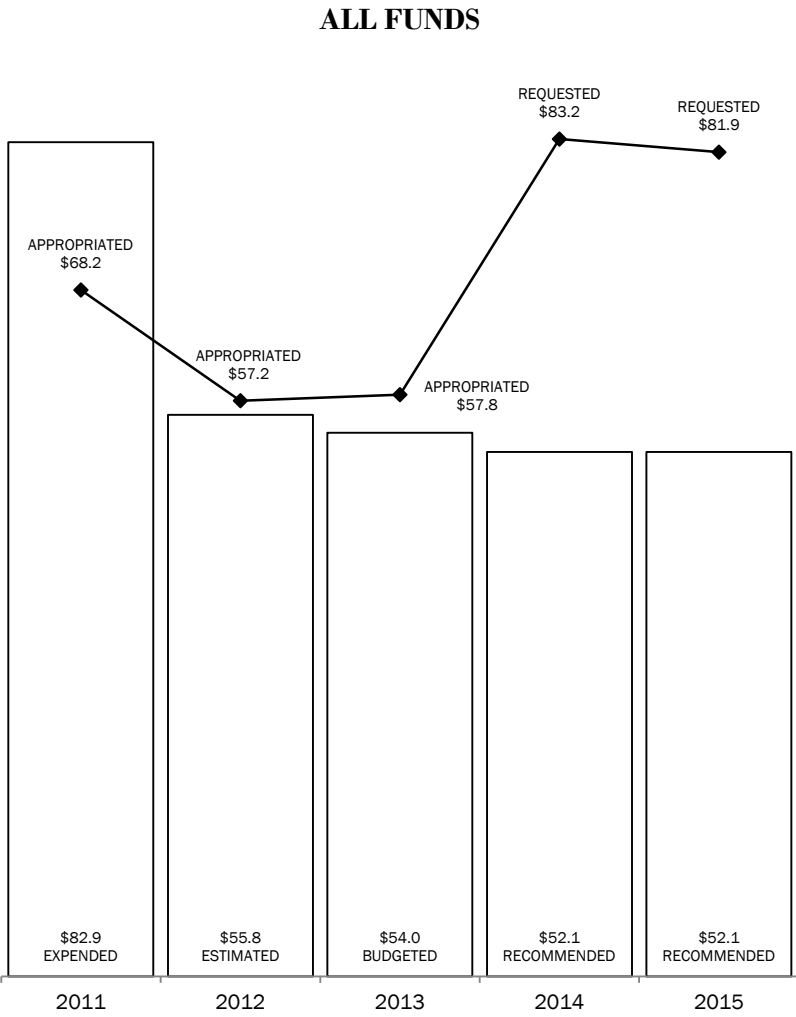 ALL FUNDS
REQUESTED
$83.2
REQUESTED
$81.9
APPROPRIATED
$68.2
APPROPRIATED
$57.2
APPROPRIATED
$57.8
$82.9
EXPENDED
$55.8
ESTIMATED
$54.0
BUDGETED
$52.1
RECOMMENDED
$52.1
RECOMMENDED
2011
2012
2013
2014
2015